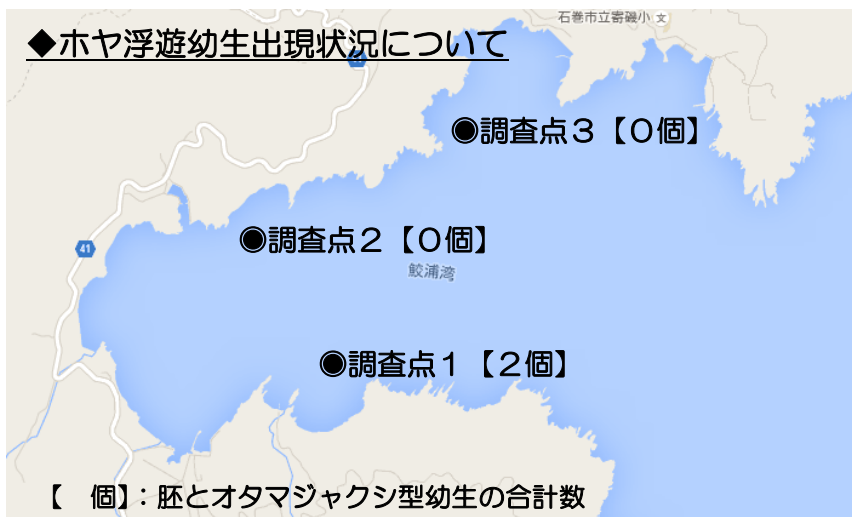 石巻市立寄磯小
◆ホヤ浮遊幼生出現状況について
41
◉調査点３【０個】
◉調査点２【０個】
41
鮫浦湾
◉調査点１【２個】
【　個】：胚とオタマジャクシ型幼生の合計数